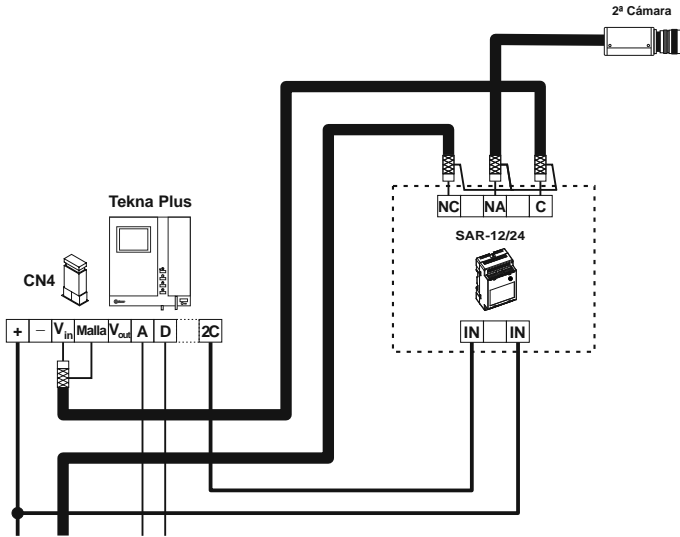 2ª Cámara
NC NA C
SAR-12/24
Tekna Plus
CN4
+ – Vin Malla Vout A D 2C
IN IN